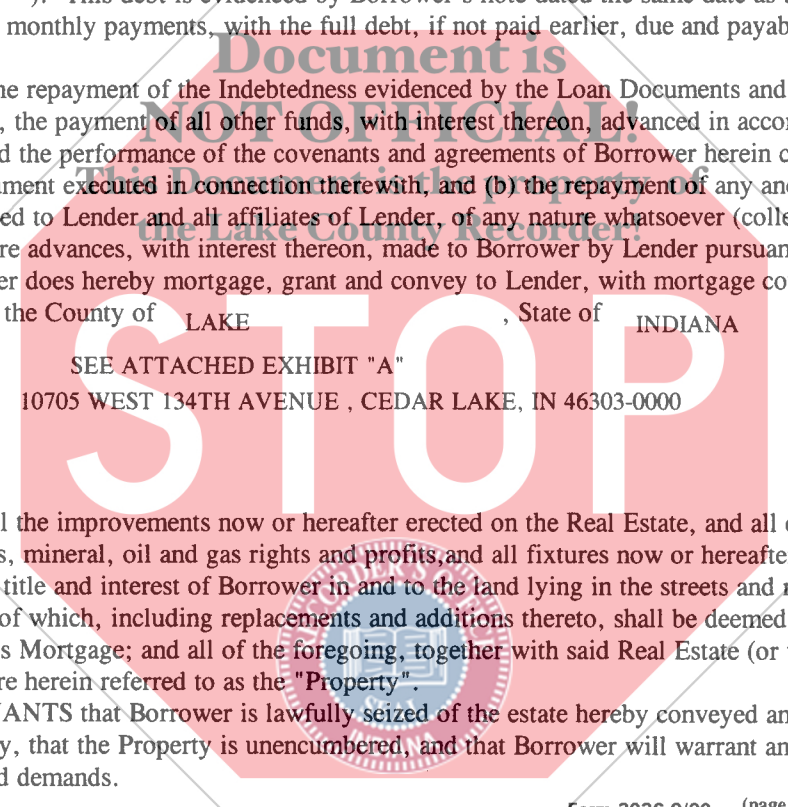 ). This debt is evidenced by Borrower's note dated the same date as
monthly payments, with the full debt, if not paid earlier, due and payab
Document is
he repayment of the Indebtedness evidenced by the Loan Documents and
NOT OFFICIAL!
, the payment of all other funds, with interest thereon, advanced in accor
d the performance of the covenants and agreements of Borrower herein c
This Document is the property of
ument executed in connection therewith, and (b) the repayment of any and
ed to Lender and all affiliates of Lender, of any nature whatsoever (colle
the Lake County Recorder!
re advances, with interest thereon, made to Borrower by Lender pursuan
er does hereby mortgage, grant and convey to Lender, with mortgage co
the County of LAKE , State of INDIANA
SEE ATTACHED EXHIBIT "A"
10705 WEST 134TH AVENUE , CEDAR LAKE, IN 46303-0000
STOP
l the improvements now or hereafter erected on the Real Estate, and all
s, mineral, oil and gas rights and profits,and all fixtures now or hereafter
title and interest of Borrower in and to the land lying in the streets and
of which, including replacements and additions thereto, shall be deemed
s Mortgage; and all of the foregoing, together with said Real Estate (or
re herein referred to as the "Property".
RECORDER'S OFFICE
SEAL
INDIANA
ANTS that Borrower is lawfully seized of the estate hereby conveyed an
y, that the Property is unencumbered, and that Borrower will warrant an
d demands.
(page